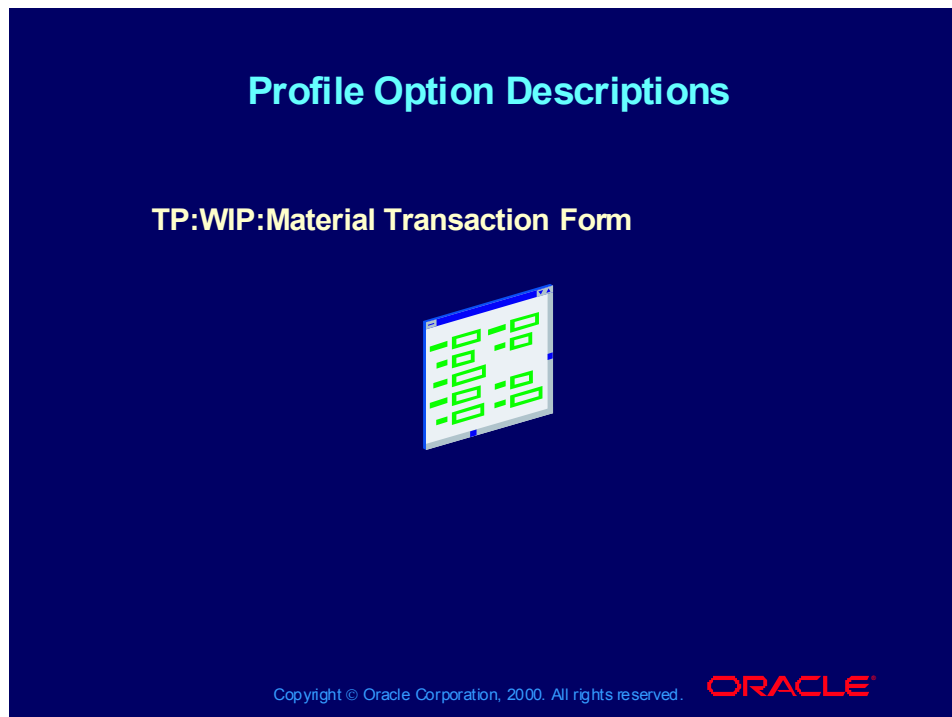 Profile Option Descriptions
TP:WIP:Material Transaction Form
Copyright © Oracle Corporation, 2000. All rights reserved.
ORACLE®